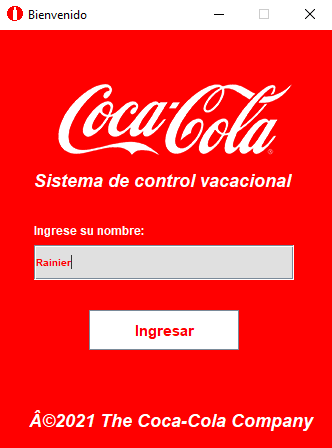 Bienvenido
Coca-Cola
®
Sistema de control vacacional
Ingrese su nombre:
Rainier
Ingresar
Â©2021 The Coca-Cola Company